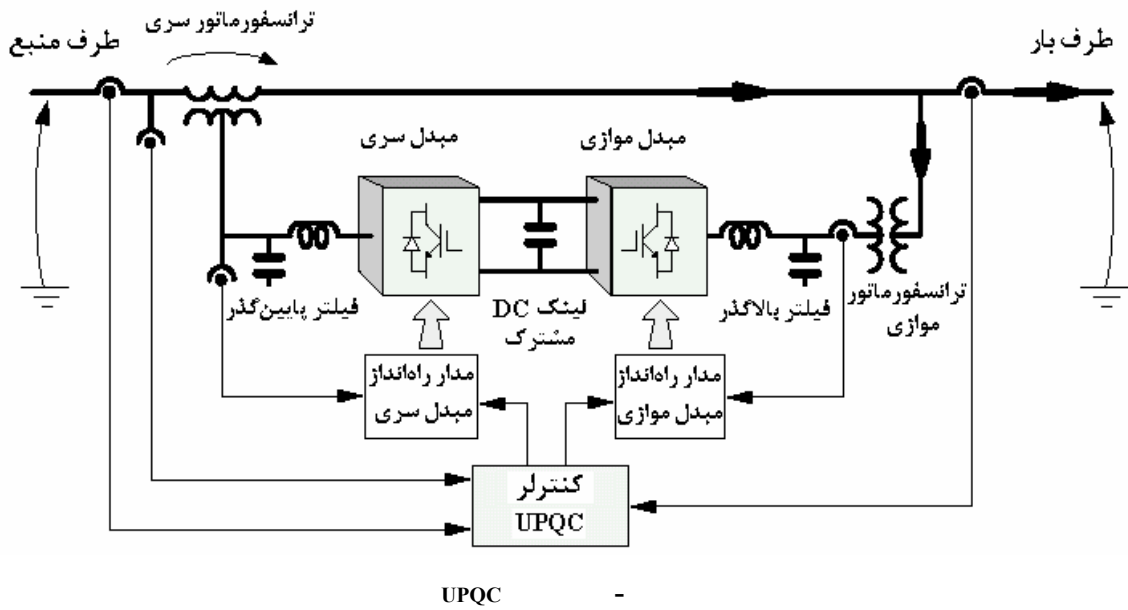 ترانسفورماتور سری
طرف منبع
طرف بار
مبدل سری
مبدل موازی
فیلتر پایین‌گذر
لینک DC
مشترک
فیلتر بالاگذر
ترانسفورماتور
موازی
مدار راه‌انداز
مبدل سری
مدار راه‌انداز
مبدل موازی
کنترلر
UPQC
UPQC -